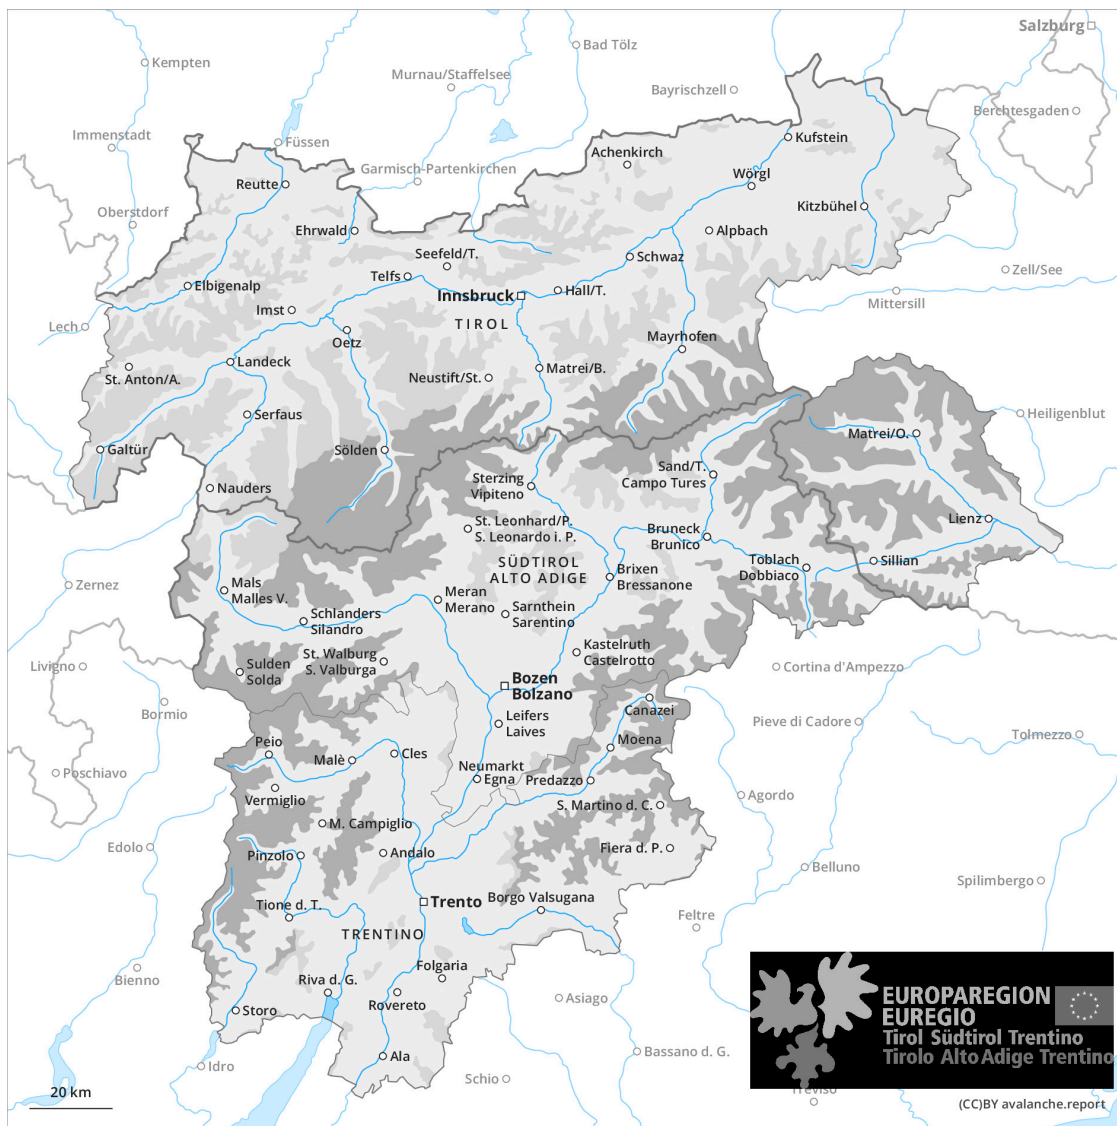 Salzburg
Kempten
Bad Tölz
Murnau/Staffelsee
Bayrischzell
Berchtesgaden
Immenstadt
Füssen
Kufstein
Achenkirch
Garmisch-Partenkirchen
Wörgl
Reutte
Oberstdorf
Kitzbühel
Ehrwald
Alpbach
Seefeld/T.
Schwaz
Zell/See
Telfs
Elbigenalp
Innsbruck
Hall/T.
Mittersill
Imst
TIROL
Lech
Oetz
Mayrhofen
Landeck
Matrei/B.
St. Anton/A.
Neustift/St.
Serfaus
Heiligenblut
Matrei/O.
Galtür
Sölden
Sand/T.
Campo Tures
Sterzing
Vipiteno
Nauders
Lienz
St. Leonhard/P.
S. Leonardo i. P.
Bruneck
Brunico
SÜDTIROL
ALTO ADIGE
Toblach
Dobbiaco
Sillian
Brixen
Bressanone
Zernez
Mals
Malles V.
Meran
Merano
Sarnthein
Sarentino
Schlanders
Silandro
Kastelruth
Castelrotto
St. Walburg
S. Valburga
Livigno
Sulden
Solda
Cortina d'Ampezzo
Bozen
Bolzano
Canazei
Bormio
Leifers
Laives
Pieve di Cadore
Tolmezzo
Peio
Moena
Malè
Cles
Poschiavo
Neumarkt
Egna
Predazzo
Vermiglio
Agordo
S. Martino d. C.
M. Campiglio
Edolo
Pinzolo
Andalo
Fiera d. P.
Belluno
Spilimbergo
Tione d. T.
Trento
Borgo Valsugana
Feltre
TRENTINO
Bienno
Folgaria
Riva d. G.
Rovereto
Asiago
Storo
EUROPAREGION
EUREGIO
Tirol Südtirol Trentino
Tirolo Alto Adige Trentino
Ala
Bassano d. G.
Idro
Schio
Treviso
20 km
(CC)BY avalanche.report